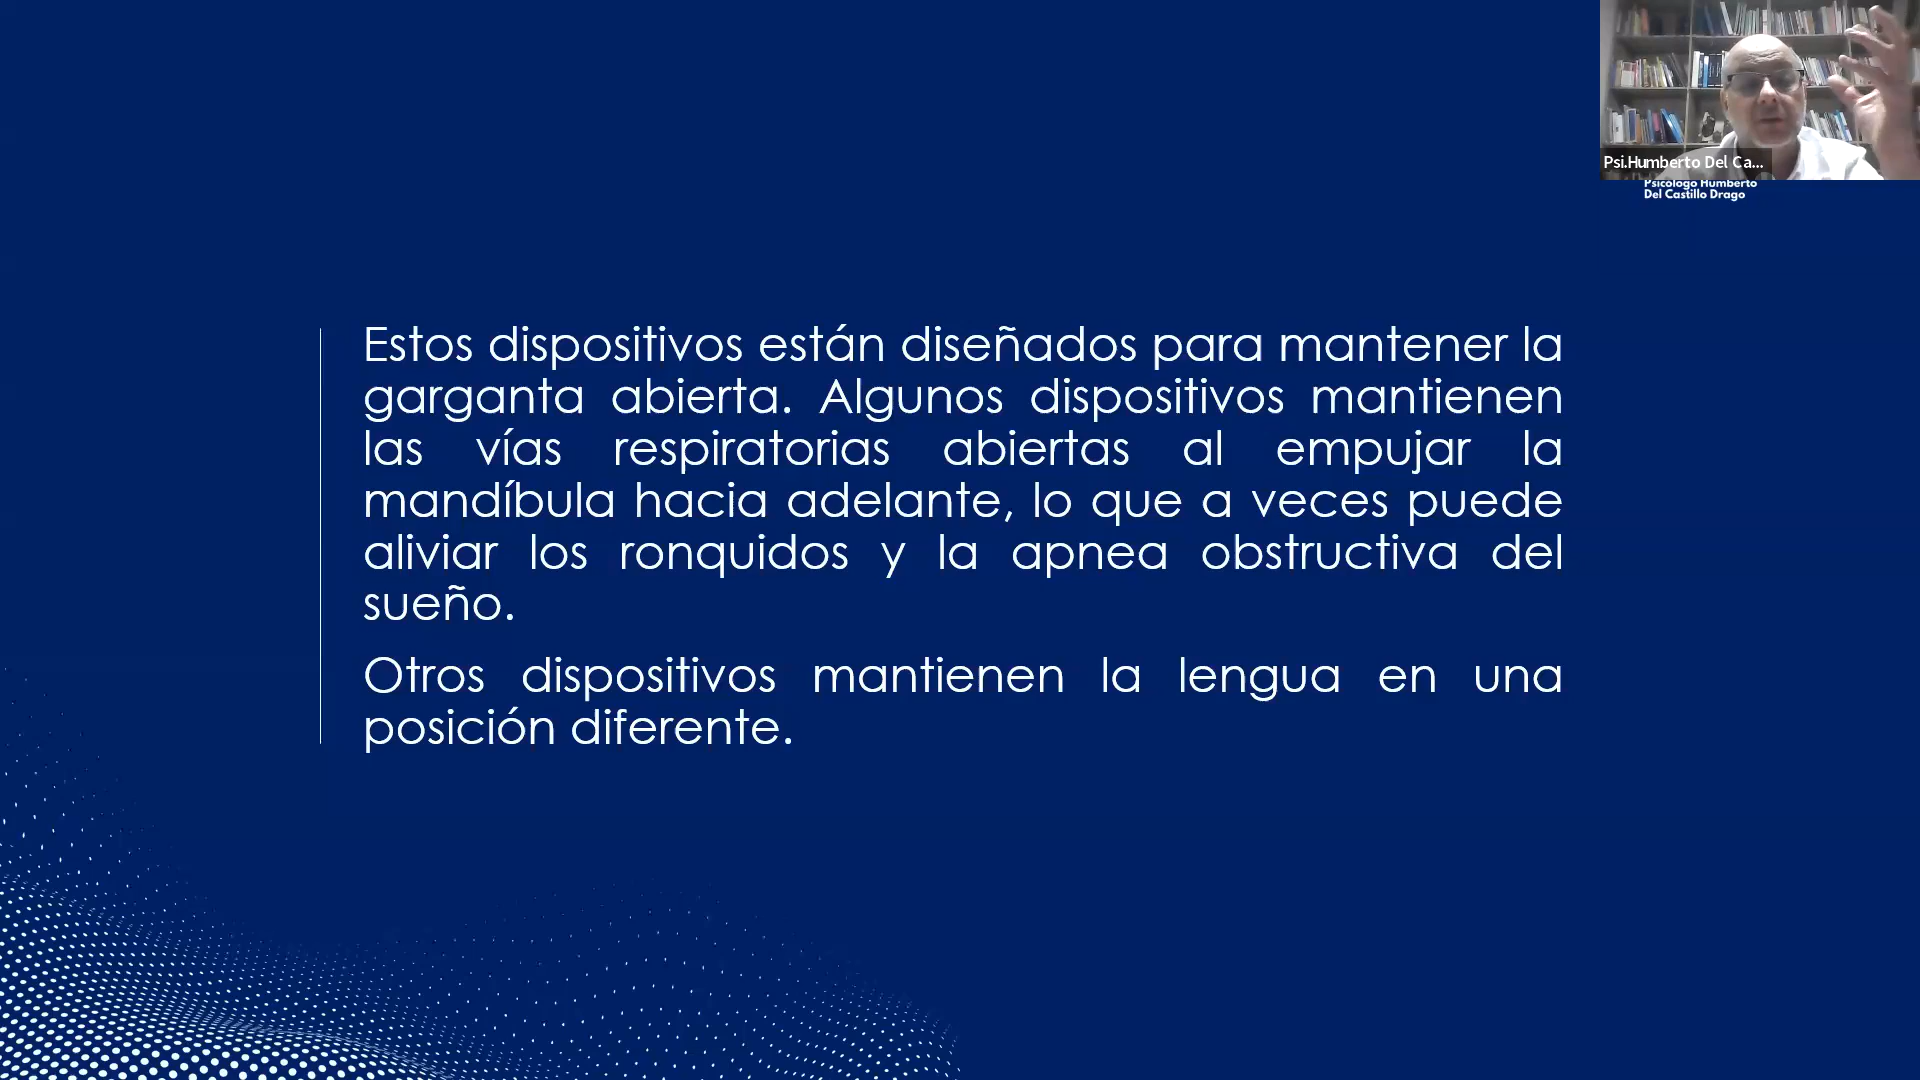 Psi.Humberto Del Ca...
Psicólogo Humberto
Del Castillo Drago
Estos dispositivos están diseñados para mantener la
garganta abierta. Algunos dispositivos mantienen
las vías respiratorias abiertas al empujar la
mandíbula hacia adelante, lo que a veces puede
aliviar los ronquidos y la apnea obstructiva del
sueño.
Otros dispositivos mantienen la lengua en una
posición diferente.